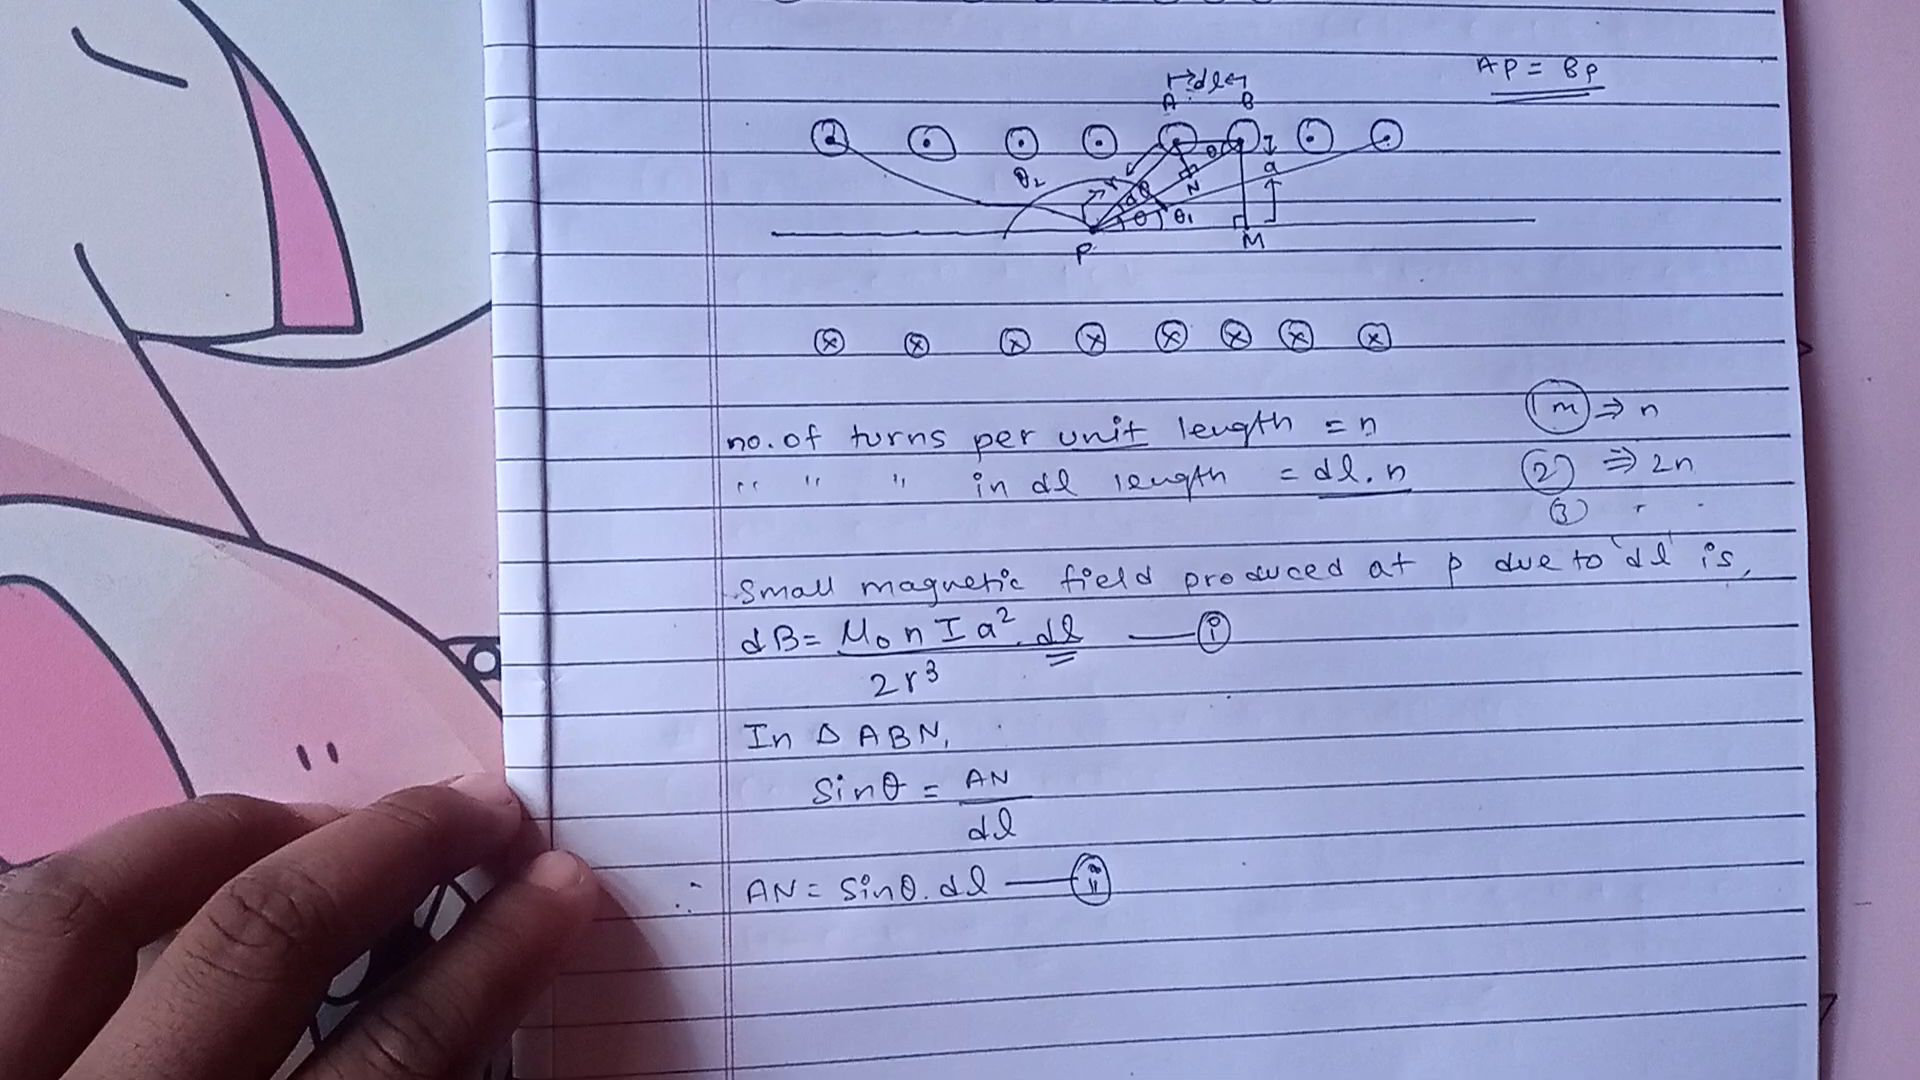 AP = BP
dl
A B
a
θ₂ r dθ θ N
θ θ₁
P M
no. of turns per unit length = n
(1m) ⇒ n
" " " in dl length = dl.n
(2) ⇒ 2n
(3)
Small magnetic field produced at P due to 'dl' is,
dB = μ₀ n I a². dl / 2r³ — (i)
In Δ ABN,
Sinθ = AN / dl
∴ AN = Sinθ. dl — (ii)